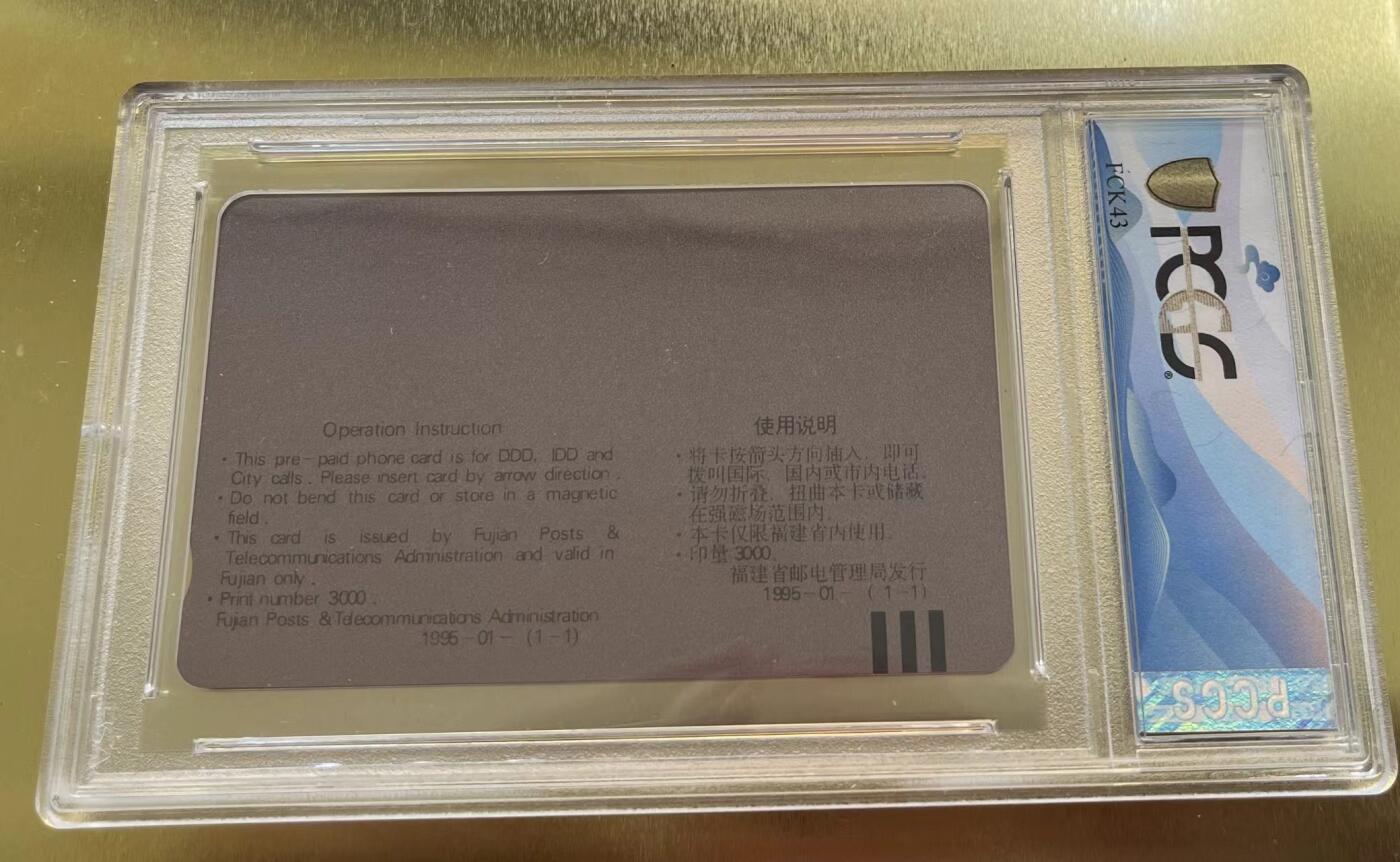 Operation Instruction
· This pre-paid phone card is for DDD, IDD and
City calls. Please insert card by arrow direction.
· Do not bend this card or store in a magnetic
field.
· This card is issued by Fujian Posts &
Telecommunications Administration and valid in
Fujian only.
· Print number 3000.
Fujian Posts & Telecommunications Administration
1995-01-(1-1)
使用说明
· 将卡按箭头方向插入，即可
拨叫国际、国内或市内电话。
· 请勿折叠、扭曲本卡或储藏
在强磁场范围内。
· 本卡仅限福建省内使用。
· 印量3000。
福建省邮电管理局发行
1995-01-(1-1)
FCK43
PCGS®
PCGS